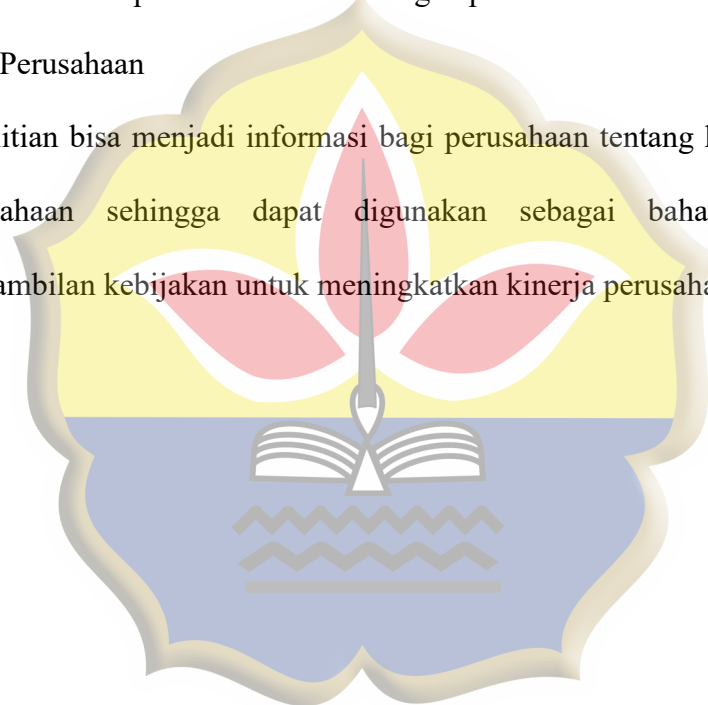 Perusahaan
itian bisa menjadi informasi bagi perusahaan tentang
ahaan sehingga dapat digunakan sebagai baha
ambilan kebijakan untuk meningkatkan kinerja perusaha